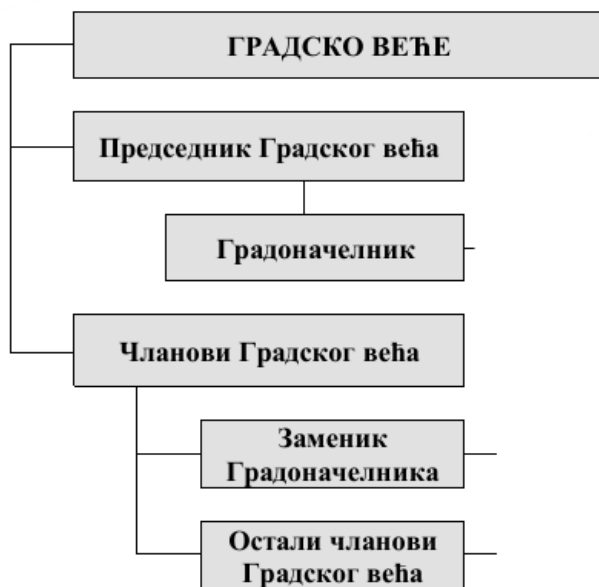 ГРАДСКО ВЕЋЕ
Председник Градског већа
Градоначелник
Чланови Градског већа
Заменик
Градоначелника
Остали чланови
Градског већа